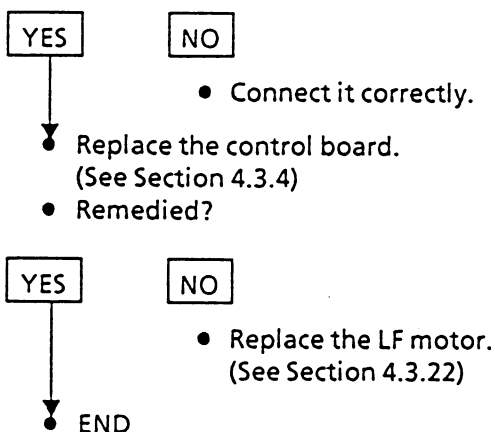 YES NO
• Connect it correctly.
• Replace the control board.
(See Section 4.3.4)
• Remedied?
YES NO
• Replace the LF motor.
(See Section 4.3.22)
• END